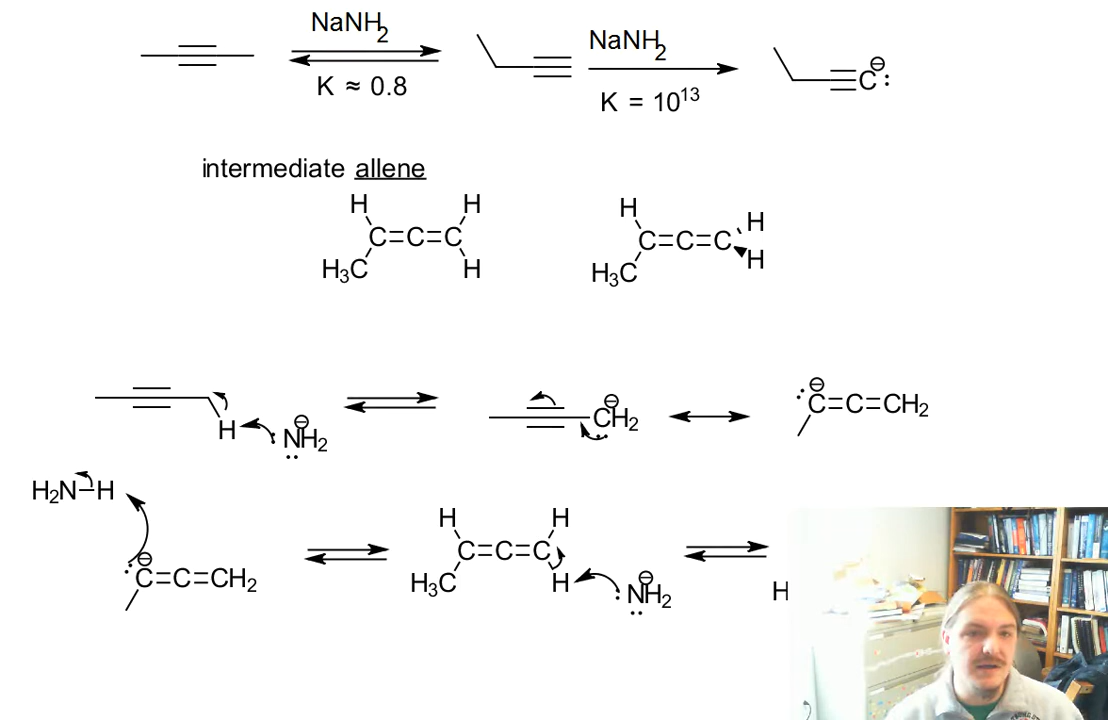 NaNH2 NaNH2
K ≈ 0.8 K = 10^13 ⊖ C:
intermediate allene
H H H H
C=C=C C=C=C
H3C H H3C H
H :NH2 ⊖ CH2 ⊖ :C=C=CH2 ⊖
H2N–H H H
:C=C=CH2 ⊖ C=C=C
H3C H :NH2 ⊖ H